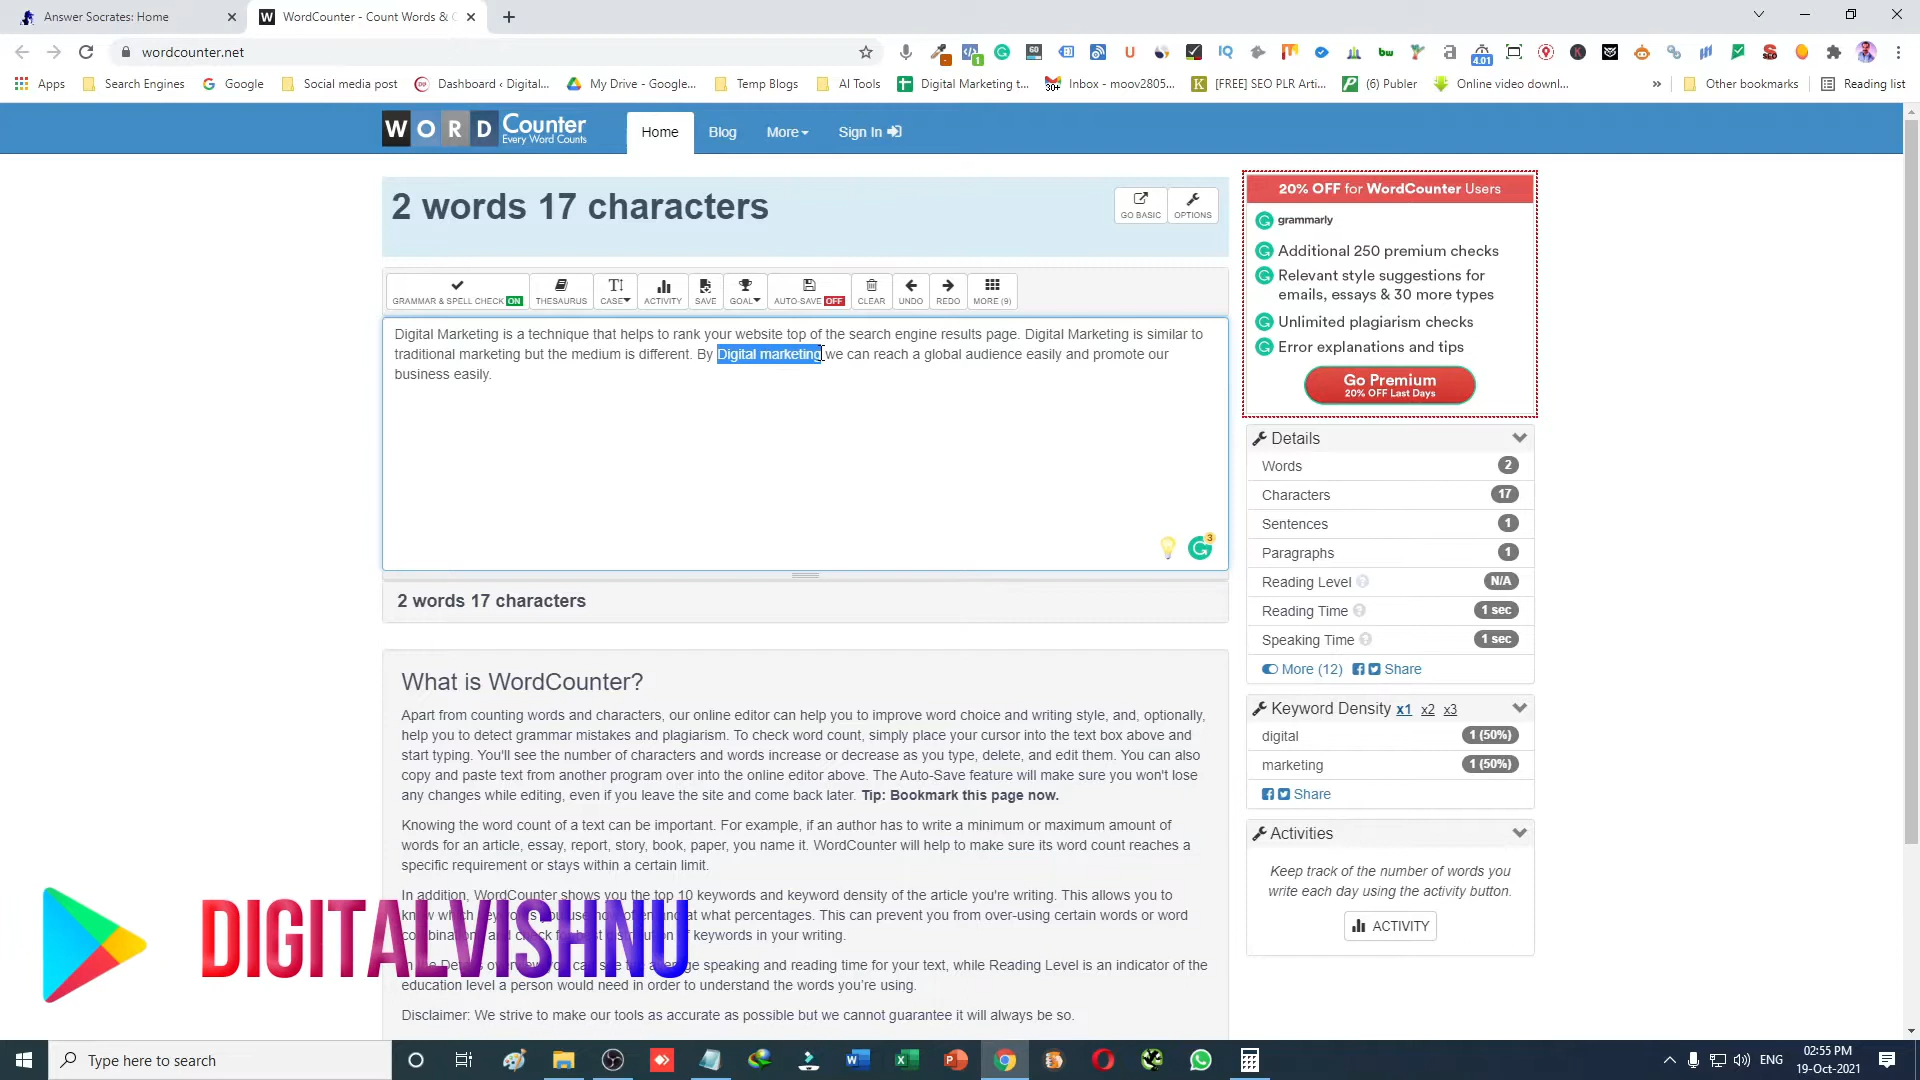 Answer Socrates: Home
WordCounter - Count Words & C
wordcounter.net
Apps
Search Engines
Google
Social media post
Dashboard ‹ Digital...
My Drive - Google...
Temp Blogs
AI Tools
Digital Marketing t...
Inbox - moov2805...
[FREE] SEO PLR Arti...
(6) Publer
Online video downl...
»
Other bookmarks
Reading list
WORD Counter
Every Word Counts
Home
Blog
More
Sign In
2 words 17 characters
GO BASIC
OPTIONS
GRAMMAR & SPELL CHECK ON
THESAURUS
CASE
ACTIVITY
SAVE
GOAL
AUTO-SAVE OFF
CLEAR
UNDO
REDO
MORE (9)
Digital Marketing is a technique that helps to rank your website top of the search engine results page. Digital Marketing is similar to
traditional marketing but the medium is different. By Digital marketing we can reach a global audience easily and promote our
business easily.
3
2 words 17 characters
What is WordCounter?
Apart from counting words and characters, our online editor can help you to improve word choice and writing style, and, optionally,
help you to detect grammar mistakes and plagiarism. To check word count, simply place your cursor into the text box above and
start typing. You'll see the number of characters and words increase or decrease as you type, delete, and edit them. You can also
copy and paste text from another program over into the online editor above. The Auto-Save feature will make sure you won't lose
any changes while editing, even if you leave the site and come back later. Tip: Bookmark this page now.
Knowing the word count of a text can be important. For example, if an author has to write a minimum or maximum amount of
words for an article, essay, report, story, book, paper, you name it. WordCounter will help to make sure its word count reaches a
specific requirement or stays within a certain limit.
In addition, WordCounter shows you the top 10 keywords and keyword density of the article you're writing. This allows you to
at what percentages. This can prevent you from over-using certain words or word
keywords in your writing.
speaking and reading time for your text, while Reading Level is an indicator of the
education level a person would need in order to understand the words you're using.
Disclaimer: We strive to make our tools as accurate as possible but we cannot guarantee it will always be so.
DIGITALVISHNU
20% OFF for WordCounter Users
grammarly
Additional 250 premium checks
Relevant style suggestions for
emails, essays & 30 more types
Unlimited plagiarism checks
Error explanations and tips
Go Premium
20% OFF Last Days
Details
Words 2
Characters 17
Sentences 1
Paragraphs 1
Reading Level N/A
Reading Time 1 sec
Speaking Time 1 sec
More (12) Share
Keyword Density x1 x2 x3
digital 1 (50%)
marketing 1 (50%)
Share
Activities
Keep track of the number of words you
write each day using the activity button.
ACTIVITY
Type here to search
ENG
02:55 PM
19-Oct-2021